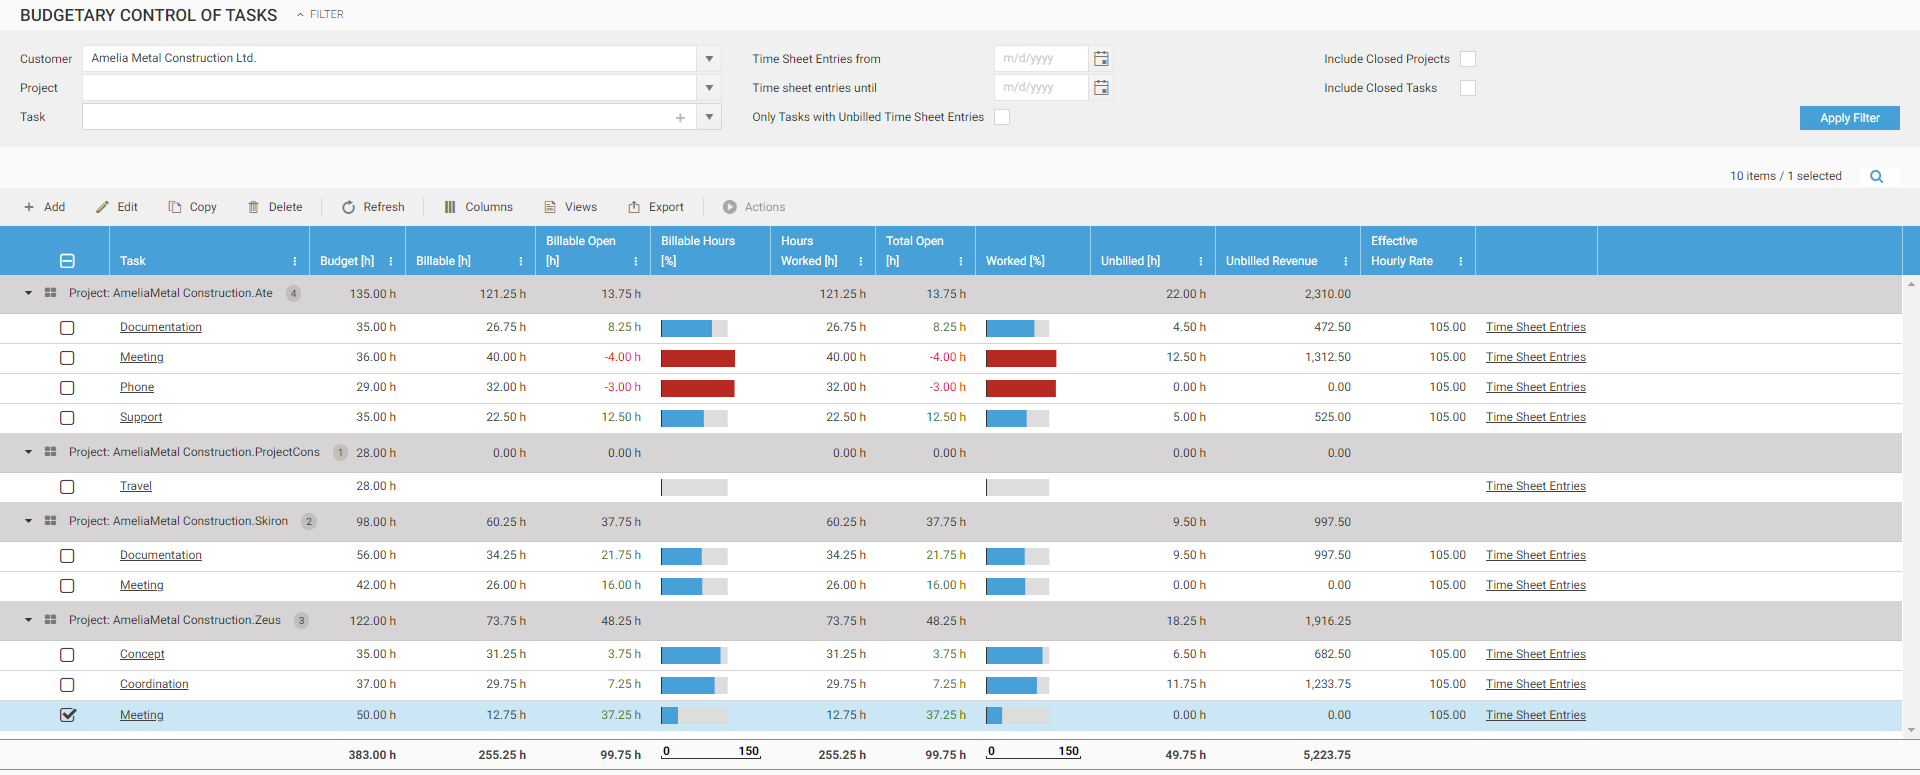 BUDGETARY CONTROL OF TASKS FILTER
Customer Amelia Metal Construction Ltd. Time Sheet Entries from m/d/yyyy Include Closed Projects
Project Time sheet entries until m/d/yyyy Include Closed Tasks
Task + Only Tasks with Unbilled Time Sheet Entries Apply Filter
10 items / 1 selected
+ Add Edit Copy Delete Refresh Columns Views Export Actions
Task Budget [h] Billable [h] Billable Open [h] Billable Hours [%] Hours Worked [h] Total Open [h] Worked [%] Unbilled [h] Unbilled Revenue Effective Hourly Rate
Project: AmeliaMetal Construction.Ate 4 135.00 h 121.25 h 13.75 h 121.25 h 13.75 h 22.00 h 2,310.00
Documentation 35.00 h 26.75 h 8.25 h 26.75 h 8.25 h 4.50 h 472.50 105.00 Time Sheet Entries
Meeting 36.00 h 40.00 h -4.00 h 40.00 h -4.00 h 12.50 h 1,312.50 105.00 Time Sheet Entries
Phone 29.00 h 32.00 h -3.00 h 32.00 h -3.00 h 0.00 h 0.00 105.00 Time Sheet Entries
Support 35.00 h 22.50 h 12.50 h 22.50 h 12.50 h 5.00 h 525.00 105.00 Time Sheet Entries
Project: AmeliaMetal Construction.ProjectCons 1 28.00 h 0.00 h 0.00 h 0.00 h 0.00 h 0.00 h 0.00
Travel 28.00 h Time Sheet Entries
Project: AmeliaMetal Construction.Skiron 2 98.00 h 60.25 h 37.75 h 60.25 h 37.75 h 9.50 h 997.50
Documentation 56.00 h 34.25 h 21.75 h 34.25 h 21.75 h 9.50 h 997.50 105.00 Time Sheet Entries
Meeting 42.00 h 26.00 h 16.00 h 26.00 h 16.00 h 0.00 h 0.00 105.00 Time Sheet Entries
Project: AmeliaMetal Construction.Zeus 3 122.00 h 73.75 h 48.25 h 73.75 h 48.25 h 18.25 h 1,916.25
Concept 35.00 h 31.25 h 3.75 h 31.25 h 3.75 h 6.50 h 682.50 105.00 Time Sheet Entries
Coordination 37.00 h 29.75 h 7.25 h 29.75 h 7.25 h 11.75 h 1,233.75 105.00 Time Sheet Entries
Meeting 50.00 h 12.75 h 37.25 h 12.75 h 37.25 h 0.00 h 0.00 105.00 Time Sheet Entries
383.00 h 255.25 h 99.75 h 0 150 255.25 h 99.75 h 0 150 49.75 h 5,223.75